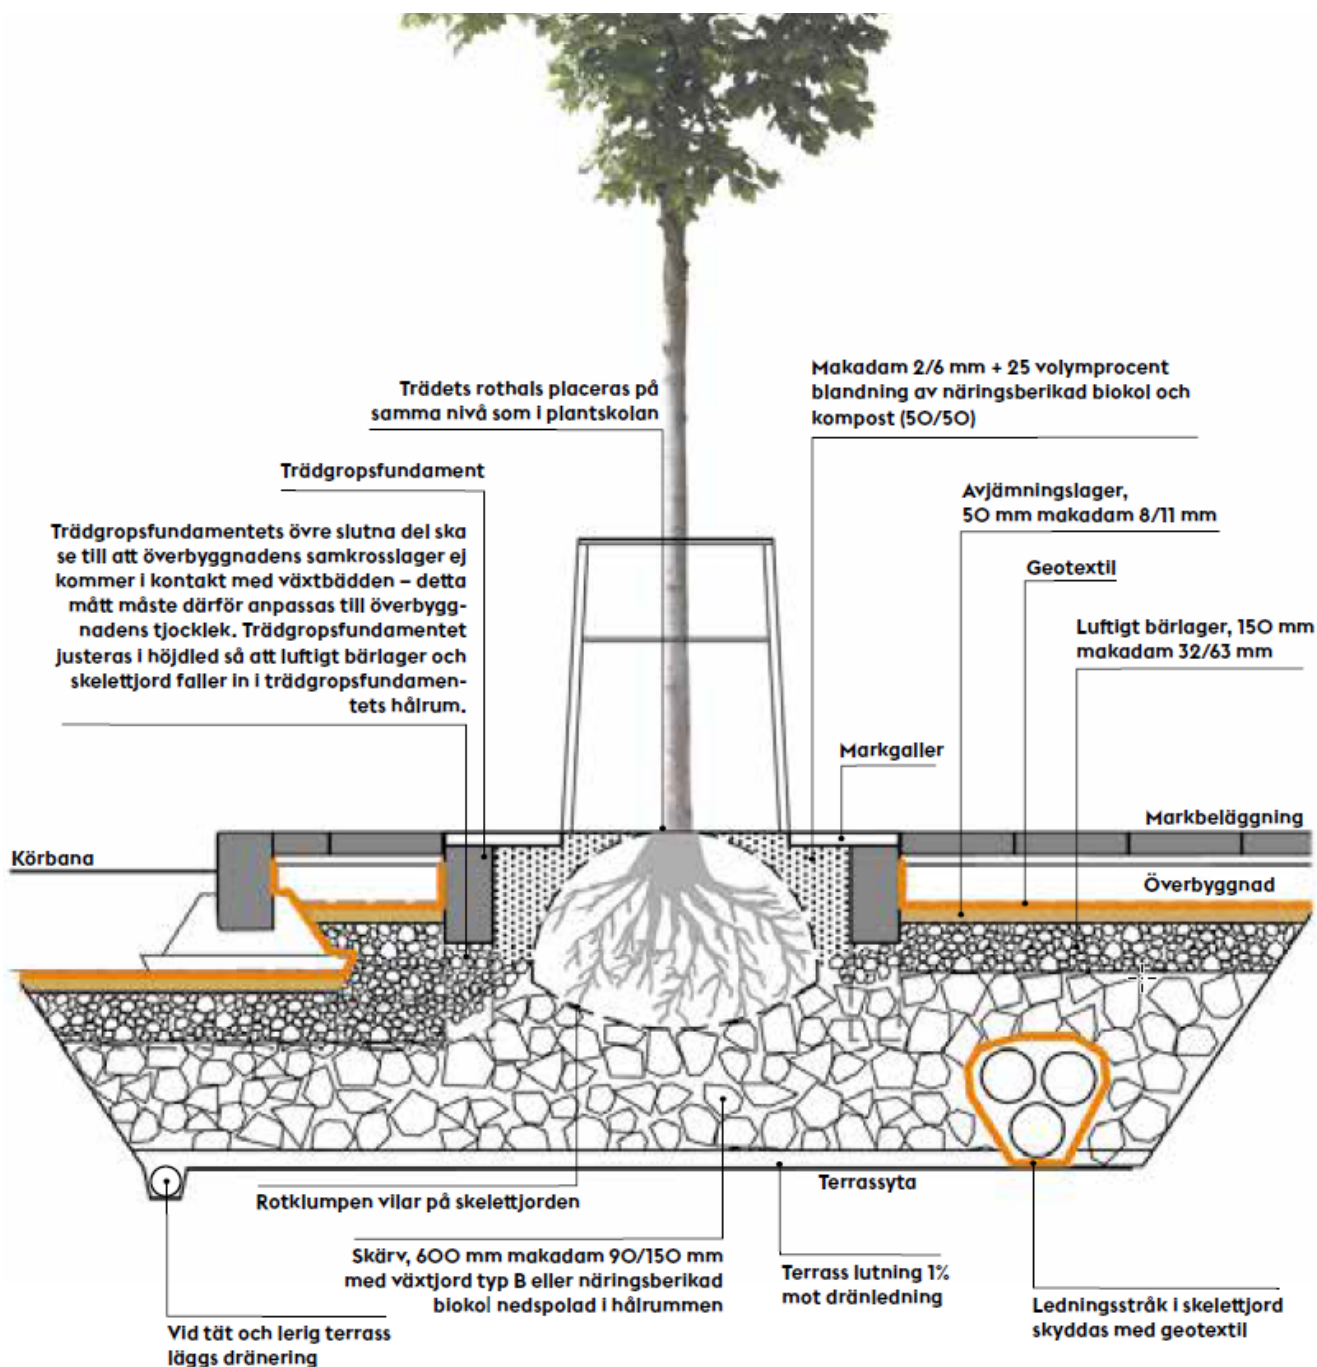 Trädets rothals placeras på
samma nivå som i plantskolan
Makadam 2/6 mm + 25 volymprocent
blandning av näringsberikad biokol och
kompost (50/50)
Trädgropsfundament
Avjämningslager,
50 mm makadam 8/11 mm
Trädgropsfundamentets övre slutna del ska
se till att överbyggnadens samkrosslager ej
kommer i kontakt med växtbädden – detta
mått måste därför anpassas till överbygg-
nadens tjocklek. Trädgropsfundamentet
justeras i höjdled så att luftigt bärlager och
skelettjord faller in i trädgropsfundamen-
tets hålrum.
Geotextil
Luftigt bärlager, 150 mm
makadam 32/63 mm
Markgaller
Markbeläggning
Körbana
Överbyggnad
Terrassyta
Rotklumpen vilar på skelettjorden
Skärv, 600 mm makadam 90/150 mm
med växtjord typ B eller näringsberikad
biokol nedspolad i hålrummen
Terrass lutning 1%
mot dränledning
Ledningsstråk i skelettjord
skyddas med geotextil
Vid tät och lerig terrass
läggs dränering